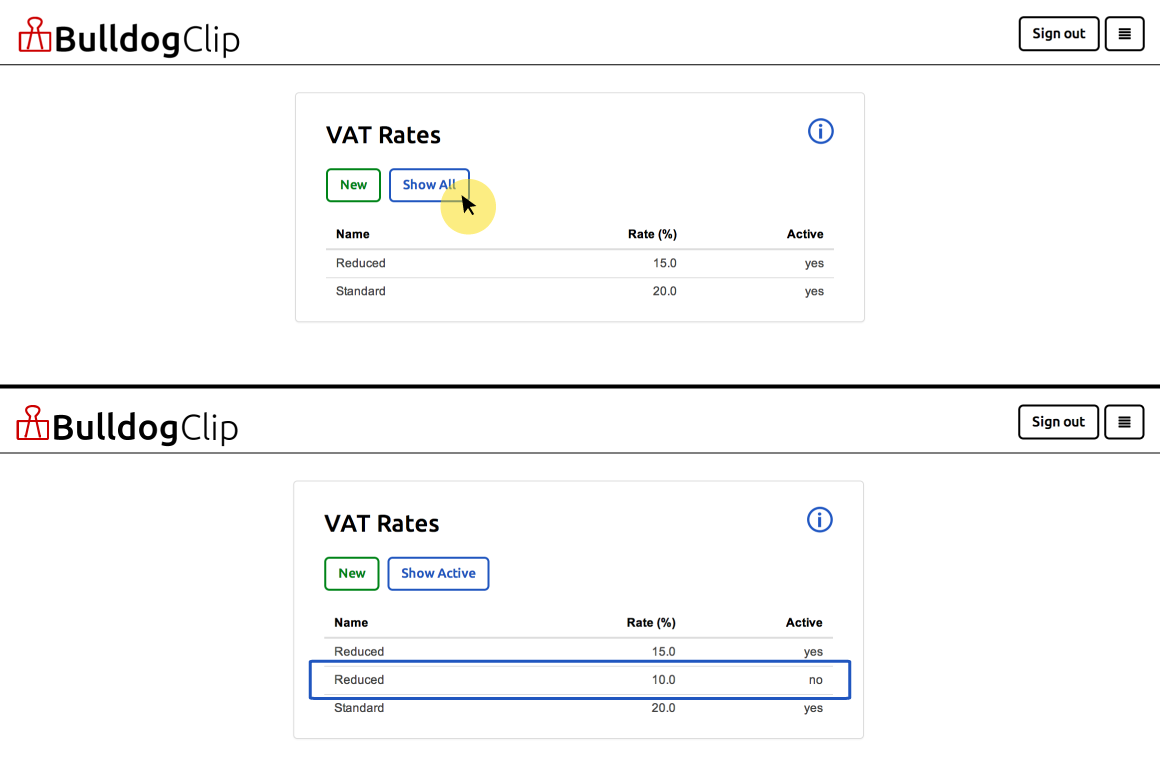 BulldogClip
Sign out
VAT Rates
New Show All
Name Rate (%) Active
Reduced 15.0 yes
Standard 20.0 yes
BulldogClip
Sign out
VAT Rates
New Show Active
Name Rate (%) Active
Reduced 15.0 yes
Reduced 10.0 no
Standard 20.0 yes